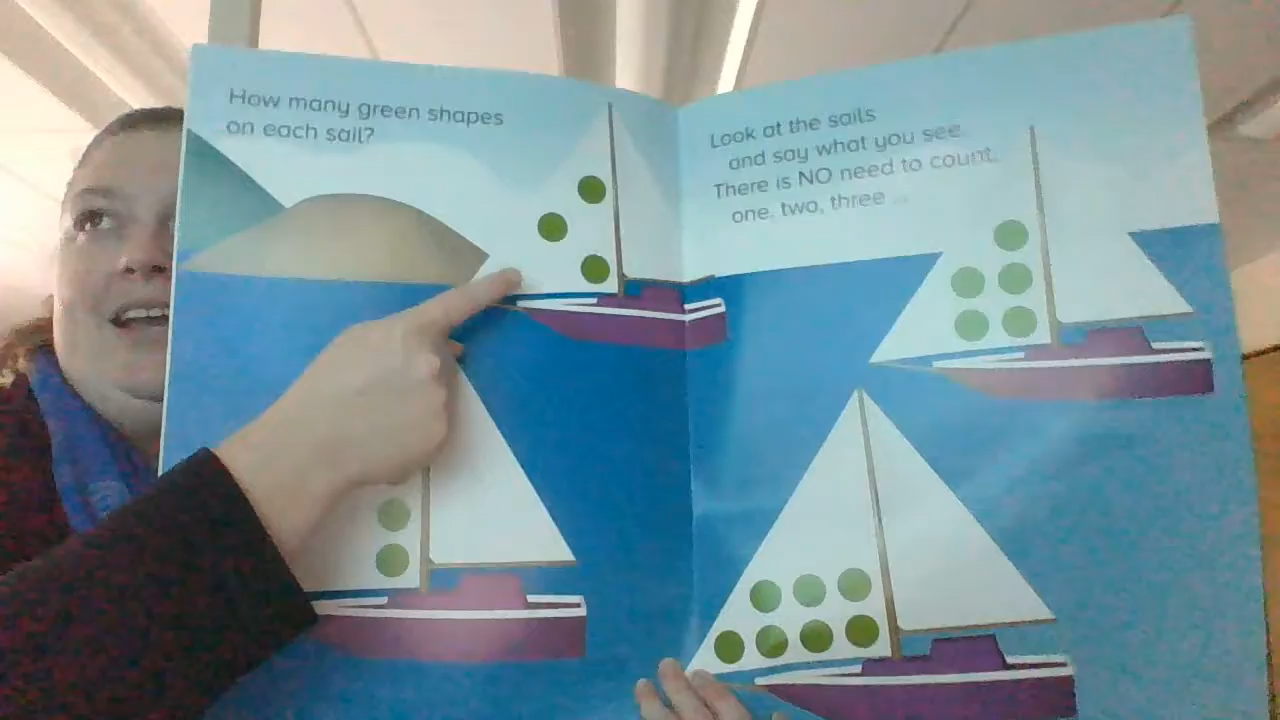 How many green shapes
on each sail?
Look at the sails
and say what you see.
There is NO need to count,
one, two, three ...